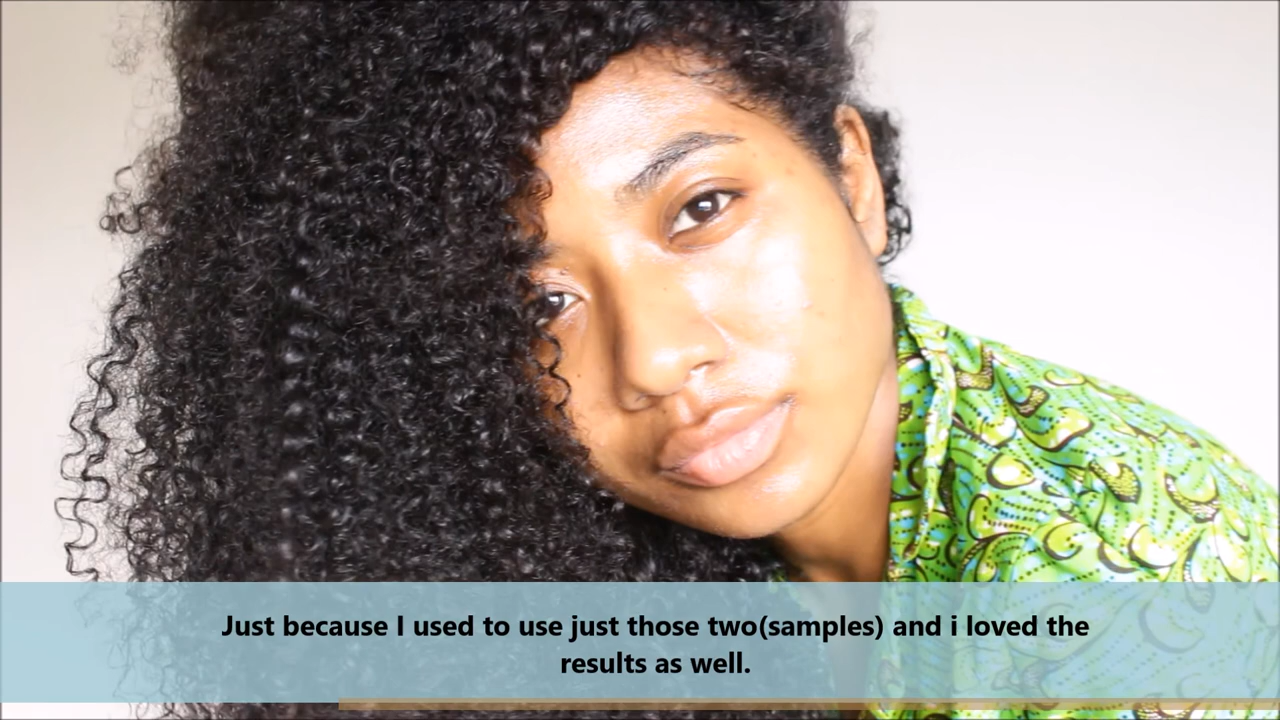 Just because I used to use just those two(samples) and i loved the
results as well.